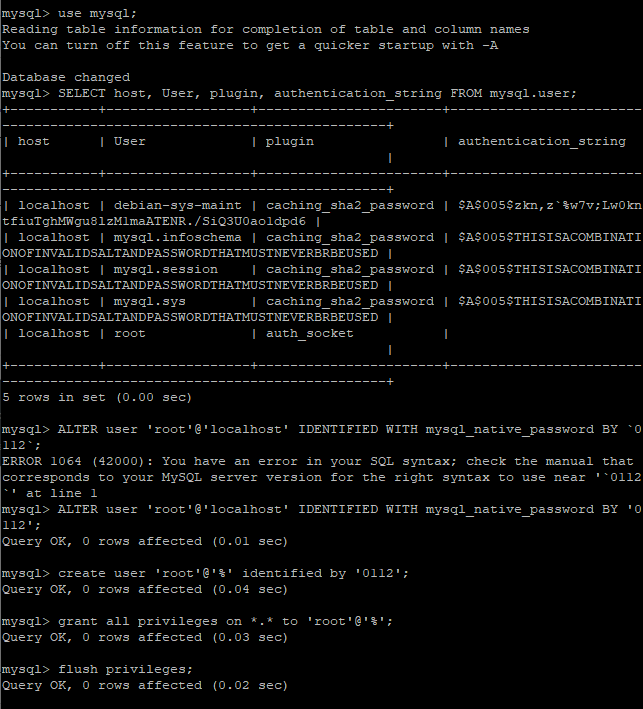 mysql> use mysql;
Reading table information for completion of table and column names
You can turn off this feature to get a quicker startup with -A
Database changed
mysql> SELECT host, User, plugin, authentication_string FROM mysql.user;
+-----------+------------------+-----------------------+------------------------
------------------------------------------------+
| host      | User             | plugin                | authentication_string
                                                |
+-----------+------------------+-----------------------+------------------------
------------------------------------------------+
| localhost | debian-sys-maint | caching_sha2_password | $A$005$zkn,z`%w7v;Lw0kn
tfiuTghMWgu8lzMlmaATENR./SiQ3U0aoldpd6 |
| localhost | mysql.infoschema | caching_sha2_password | $A$005$THISISACOMBINATI
ONOFINVALIDSALTANDPASSWORDTHATMUSTNEVERBRBEUSED |
| localhost | mysql.session    | caching_sha2_password | $A$005$THISISACOMBINATI
ONOFINVALIDSALTANDPASSWORDTHATMUSTNEVERBRBEUSED |
| localhost | mysql.sys        | caching_sha2_password | $A$005$THISISACOMBINATI
ONOFINVALIDSALTANDPASSWORDTHATMUSTNEVERBRBEUSED |
| localhost | root             | auth_socket           |
                                                |
+-----------+------------------+-----------------------+------------------------
------------------------------------------------+
5 rows in set (0.00 sec)
mysql> ALTER user 'root'@'localhost' IDENTIFIED WITH mysql_native_password BY `0
112`;
ERROR 1064 (42000): You have an error in your SQL syntax; check the manual that
corresponds to your MySQL server version for the right syntax to use near '`0112
`' at line 1
mysql> ALTER user 'root'@'localhost' IDENTIFIED WITH mysql_native_password BY '0
112';
Query OK, 0 rows affected (0.01 sec)
mysql> create user 'root'@'%' identified by '0112';
Query OK, 0 rows affected (0.04 sec)
mysql> grant all privileges on *.* to 'root'@'%';
Query OK, 0 rows affected (0.03 sec)
mysql> flush privileges;
Query OK, 0 rows affected (0.02 sec)